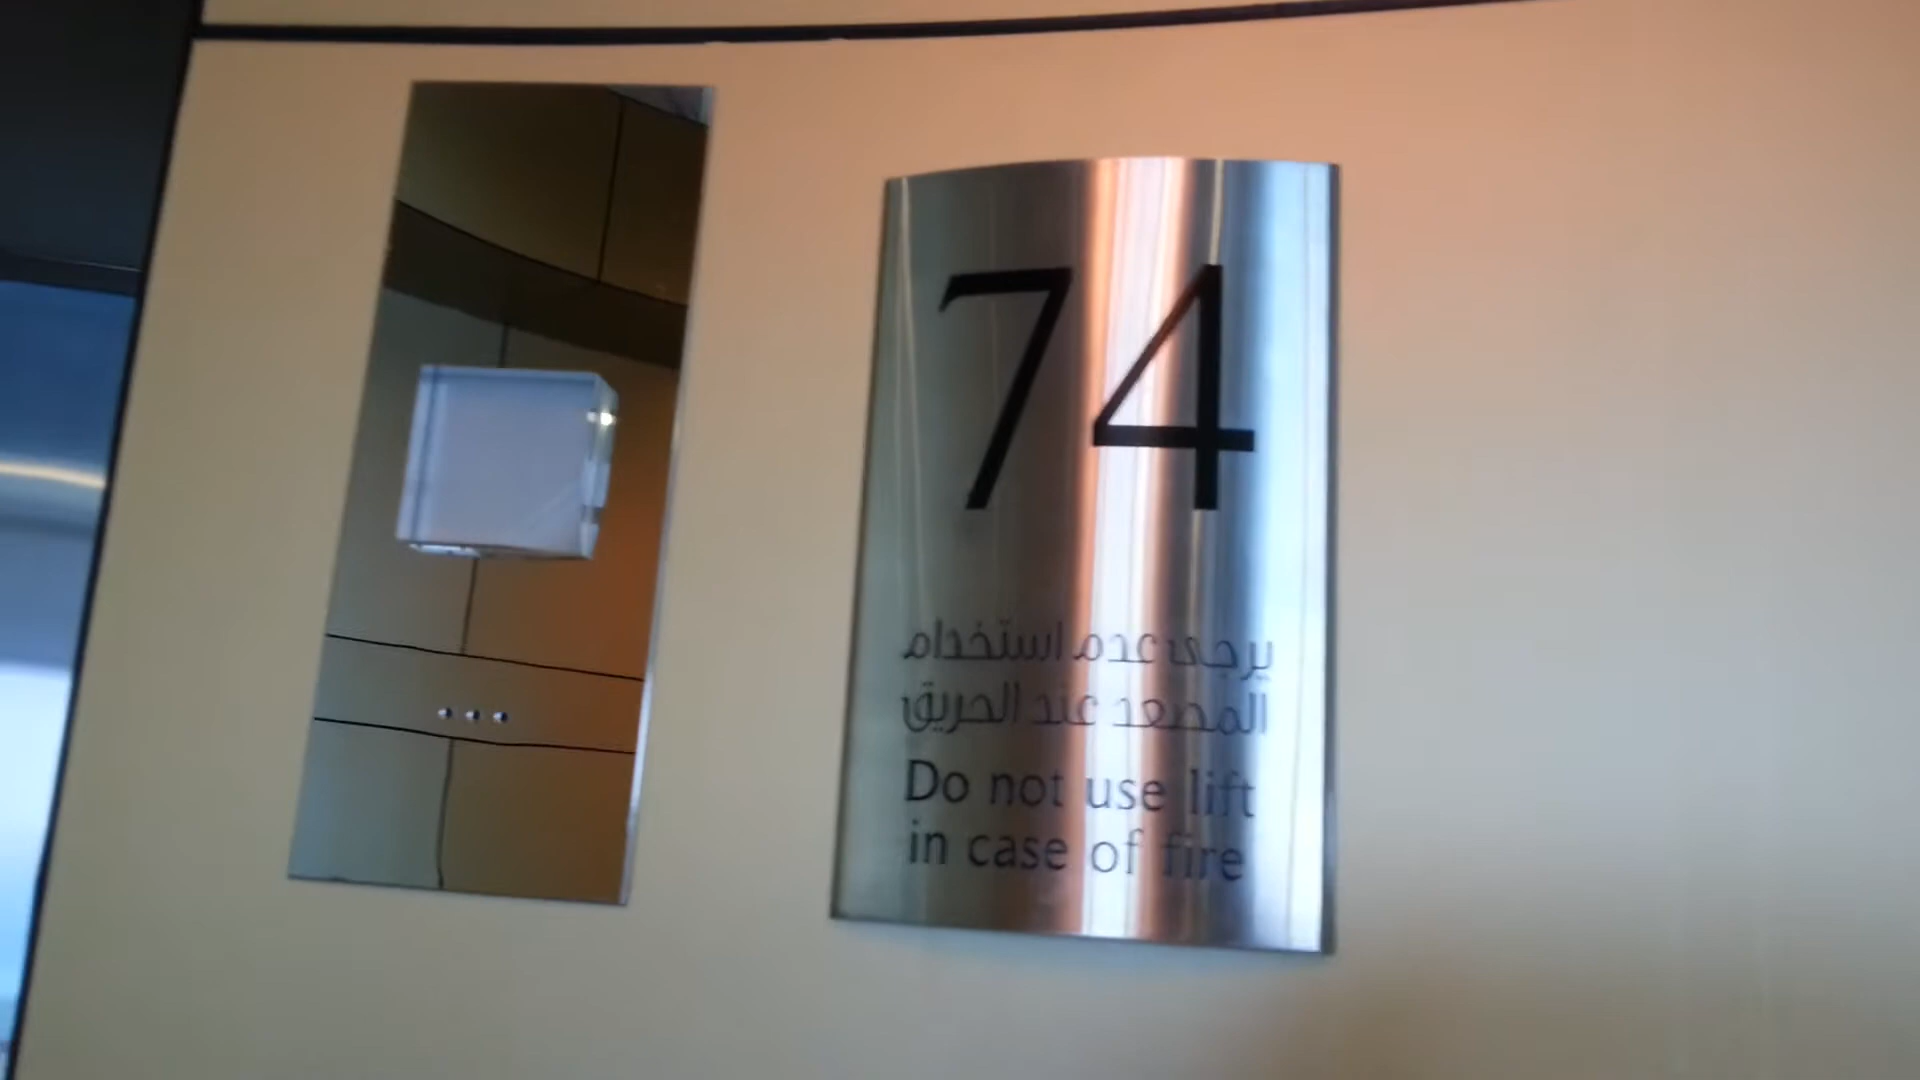 74
يرجى عدم استخدام
المصعد عند الحريق
Do not use lift
in case of fire